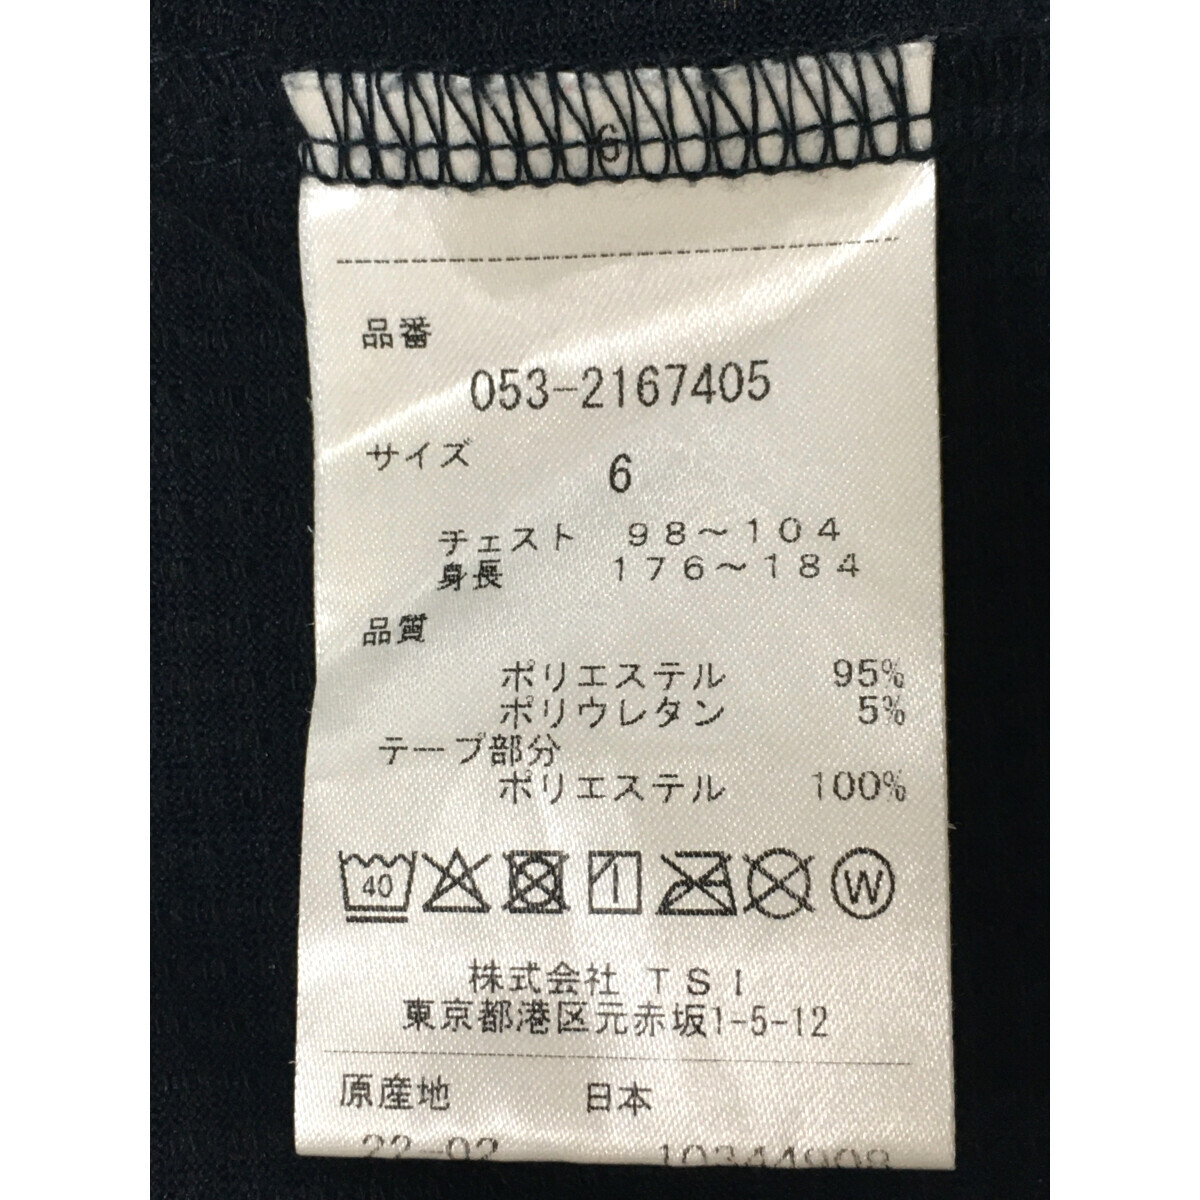 6
品番
053-2167405
サイズ
6
チェスト 98～104
身長 176～184
品質
ポリエステル 95%
ポリウレタン 5%
テープ部分
ポリエステル 100%
40 W
株式会社 TSI
東京都港区元赤坂1-5-12
原産地 日本
22-02